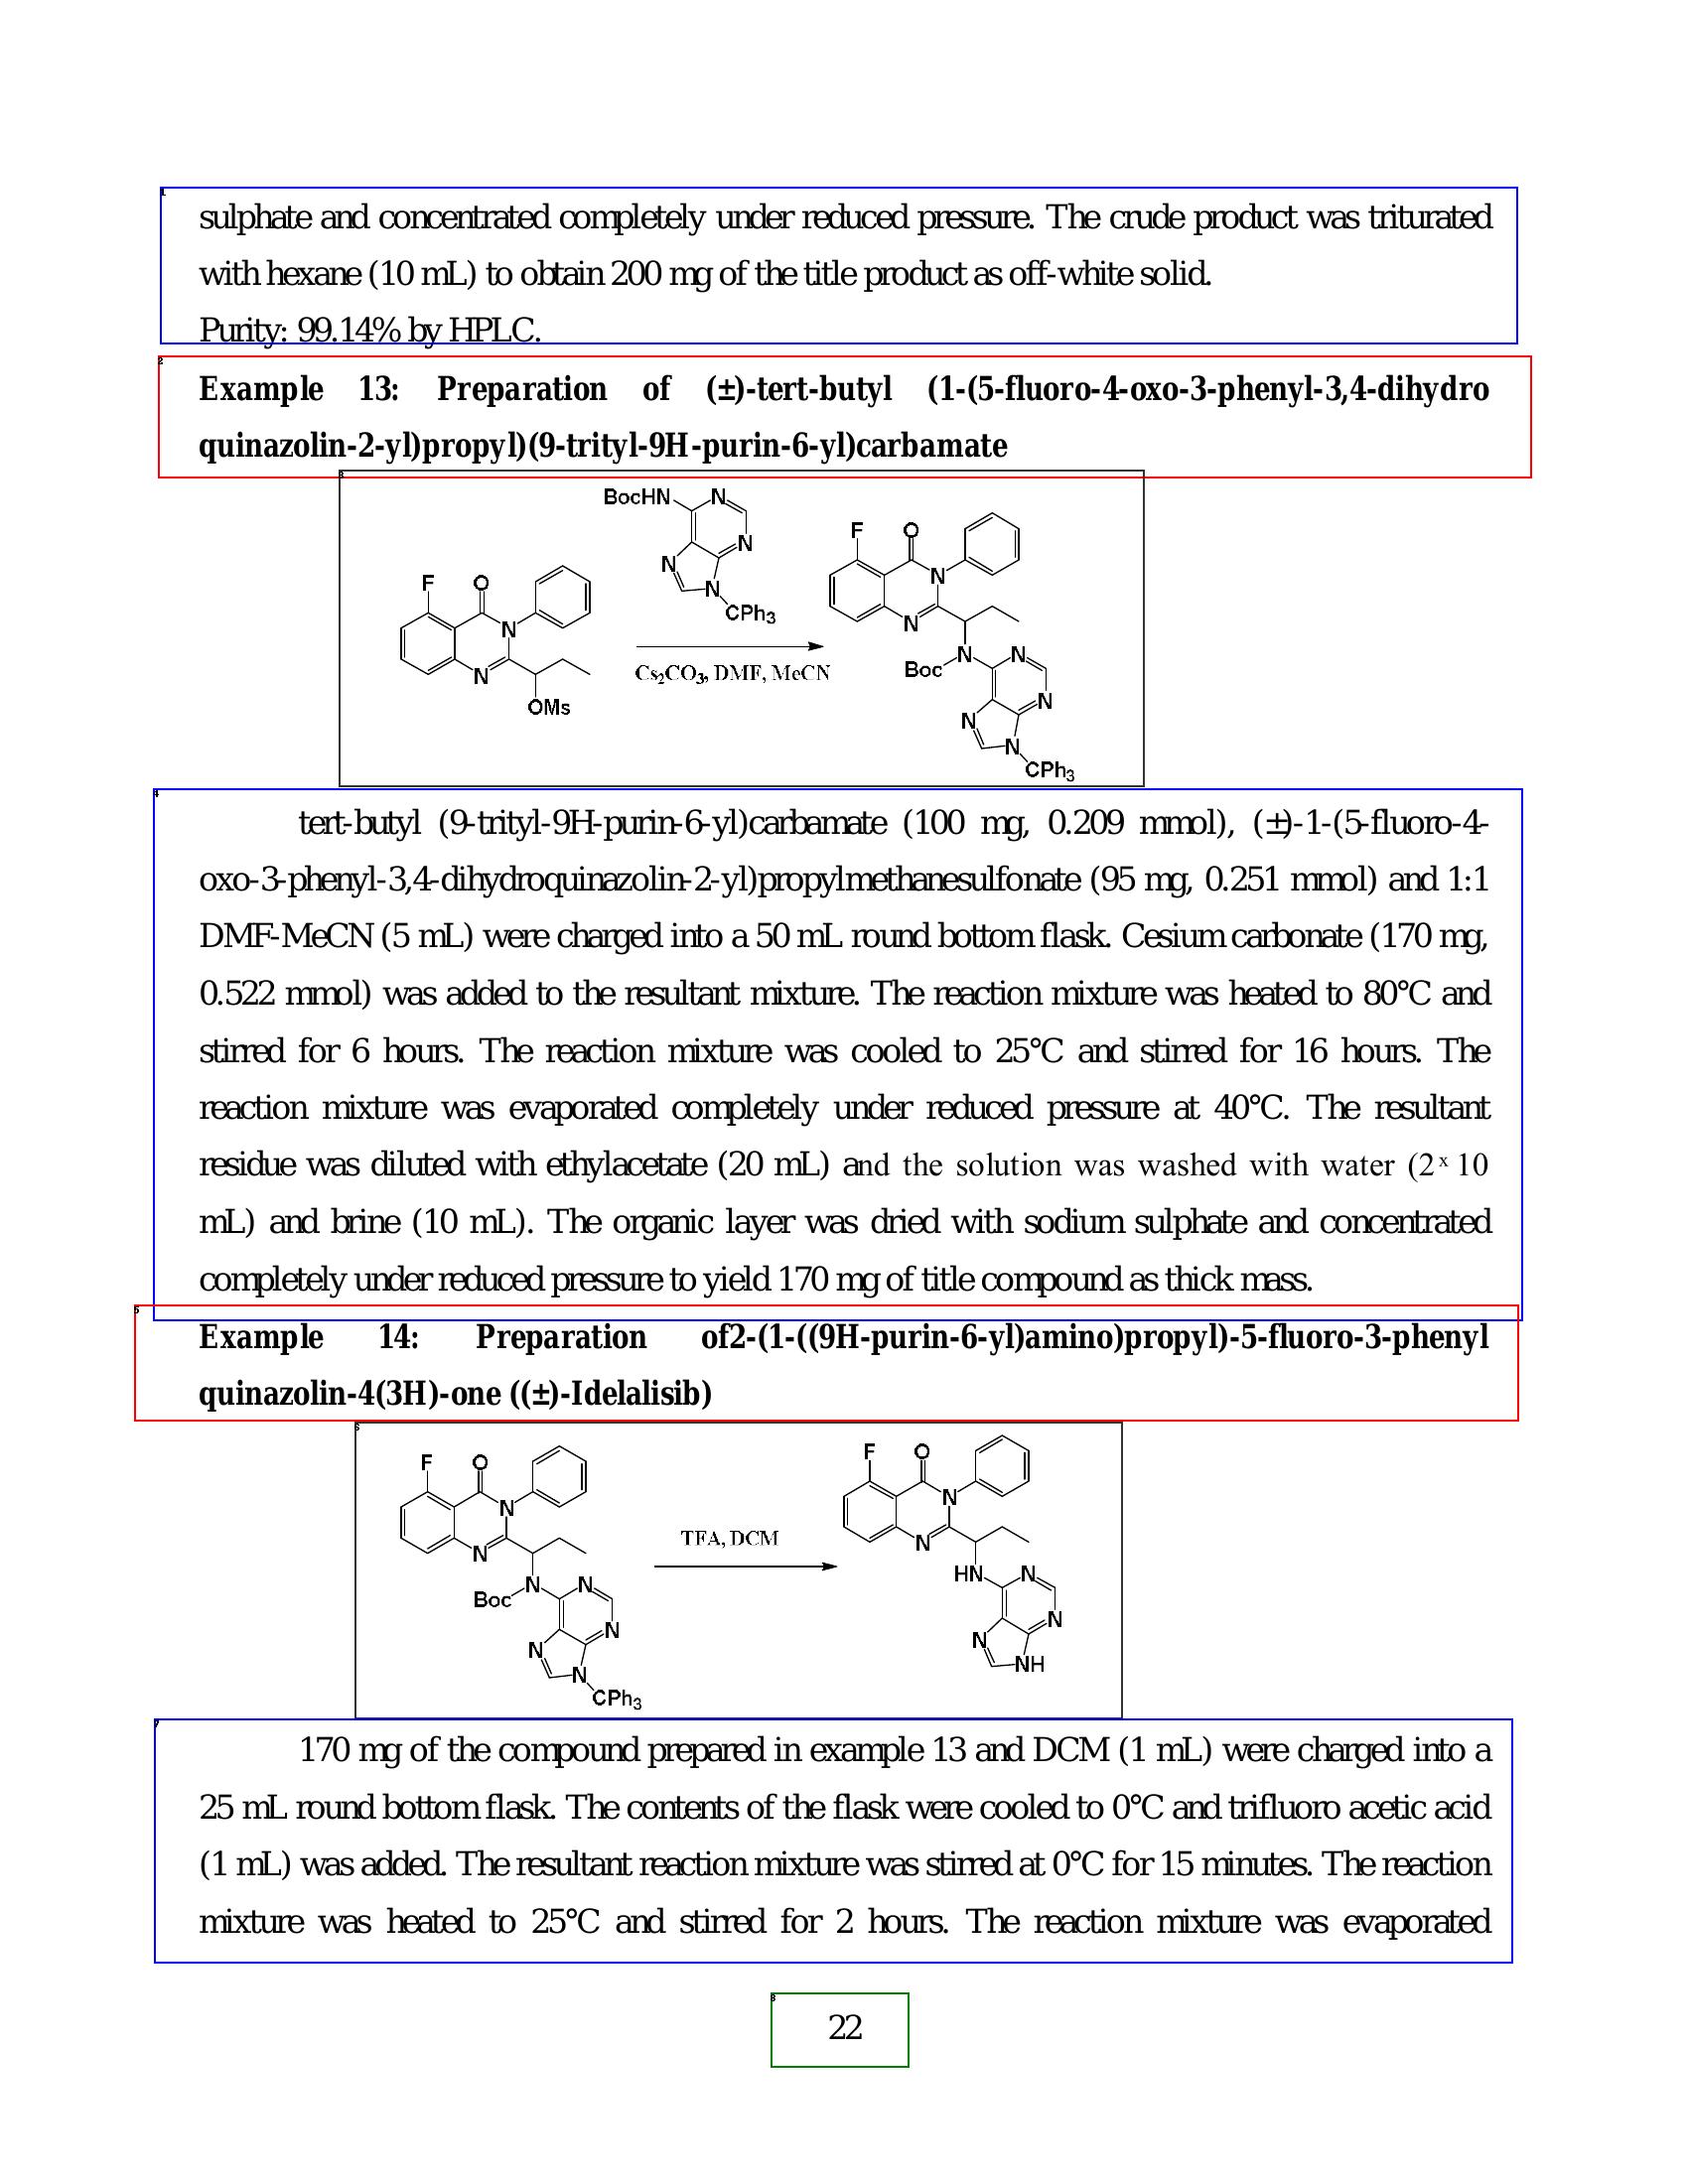 sulphate and concentrated completely under reduced pressure. The crude product was triturated
with hexane (10 mL) to obtain 200 mg of the title product as off-white solid.
Purity: 99.14% by HPLC.
Example 13: Preparation of (±)-tert-butyl (1-(5-fluoro-4-oxo-3-phenyl-3,4-dihydro
quinazolin-2-yl)propyl)(9-trityl-9H-purin-6-yl)carbamate
F O N N OMs
BocHN N N N N CPh3
Cs2CO3, DMF, MeCN
F O N N N Boc N N N N CPh3
tert-butyl (9-trityl-9H-purin-6-yl)carbamate (100 mg, 0.209 mmol), (±)-1-(5-fluoro-4-
oxo-3-phenyl-3,4-dihydroquinazolin-2-yl)propylmethanesulfonate (95 mg, 0.251 mmol) and 1:1
DMF-MeCN (5 mL) were charged into a 50 mL round bottom flask. Cesium carbonate (170 mg,
0.522 mmol) was added to the resultant mixture. The reaction mixture was heated to 80°C and
stirred for 6 hours. The reaction mixture was cooled to 25°C and stirred for 16 hours. The
reaction mixture was evaporated completely under reduced pressure at 40°C. The resultant
residue was diluted with ethylacetate (20 mL) and the solution was washed with water (2 x 10
mL) and brine (10 mL). The organic layer was dried with sodium sulphate and concentrated
completely under reduced pressure to yield 170 mg of title compound as thick mass.
Example 14: Preparation of2-(1-((9H-purin-6-yl)amino)propyl)-5-fluoro-3-phenyl
quinazolin-4(3H)-one ((±)-Idelalisib)
F O N N N Boc N N N N CPh3
TFA, DCM
F O N N HN N N N NH
170 mg of the compound prepared in example 13 and DCM (1 mL) were charged into a
25 mL round bottom flask. The contents of the flask were cooled to 0°C and trifluoro acetic acid
(1 mL) was added. The resultant reaction mixture was stirred at 0°C for 15 minutes. The reaction
mixture was heated to 25°C and stirred for 2 hours. The reaction mixture was evaporated
22